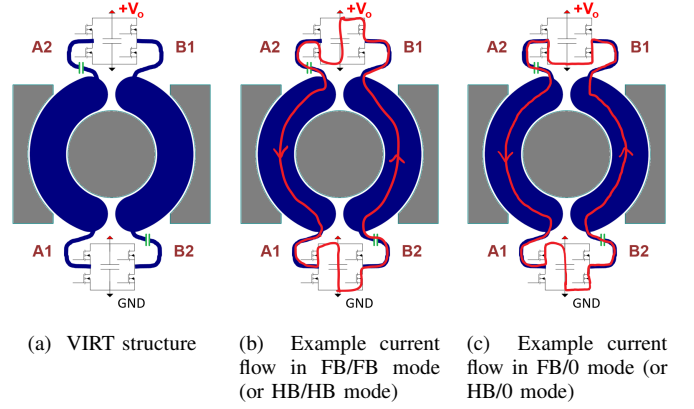 +Vo +Vo +Vo
A2 B1 A2 B1 A2 B1
A1 B2 A1 B2 A1 B2
GND GND GND
(a) VIRT structure
(b) Example current
flow in FB/FB mode
(or HB/HB mode)
(c) Example current
flow in FB/0 mode (or
HB/0 mode)